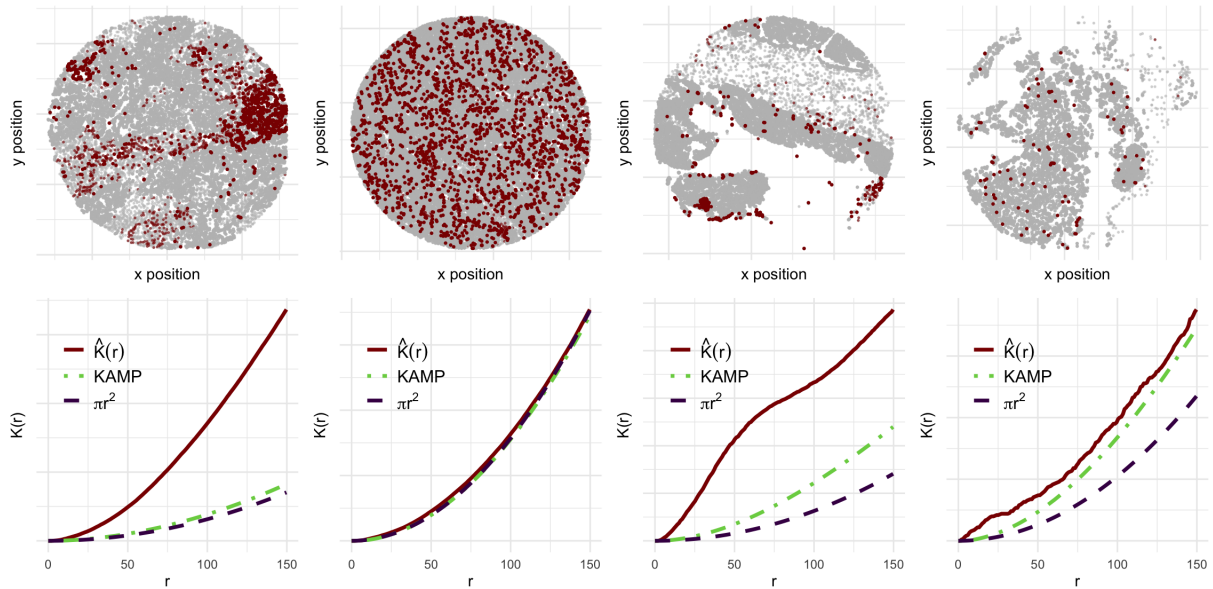 y position
x position
y position
x position
y position
x position
y position
x position
K(r)
K̂(r)
KAMP
πr²
0 50 100 150
r
K(r)
K̂(r)
KAMP
πr²
0 50 100 150
r
K(r)
K̂(r)
KAMP
πr²
0 50 100 150
r
K(r)
K̂(r)
KAMP
πr²
0 50 100 150
r